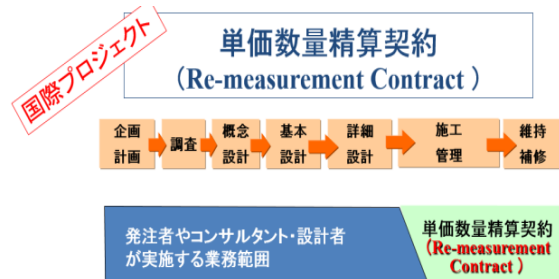 国際プロジェクト
単価数量精算契約
（Re-measurement Contract ）
企画
計画
調査
概念
設計
基本
設計
詳細
設計
施工
管理
維持
補修
発注者やコンサルタント・設計者
が実施する業務範囲
単価数量精算契約
（Re-measurement
Contract ）